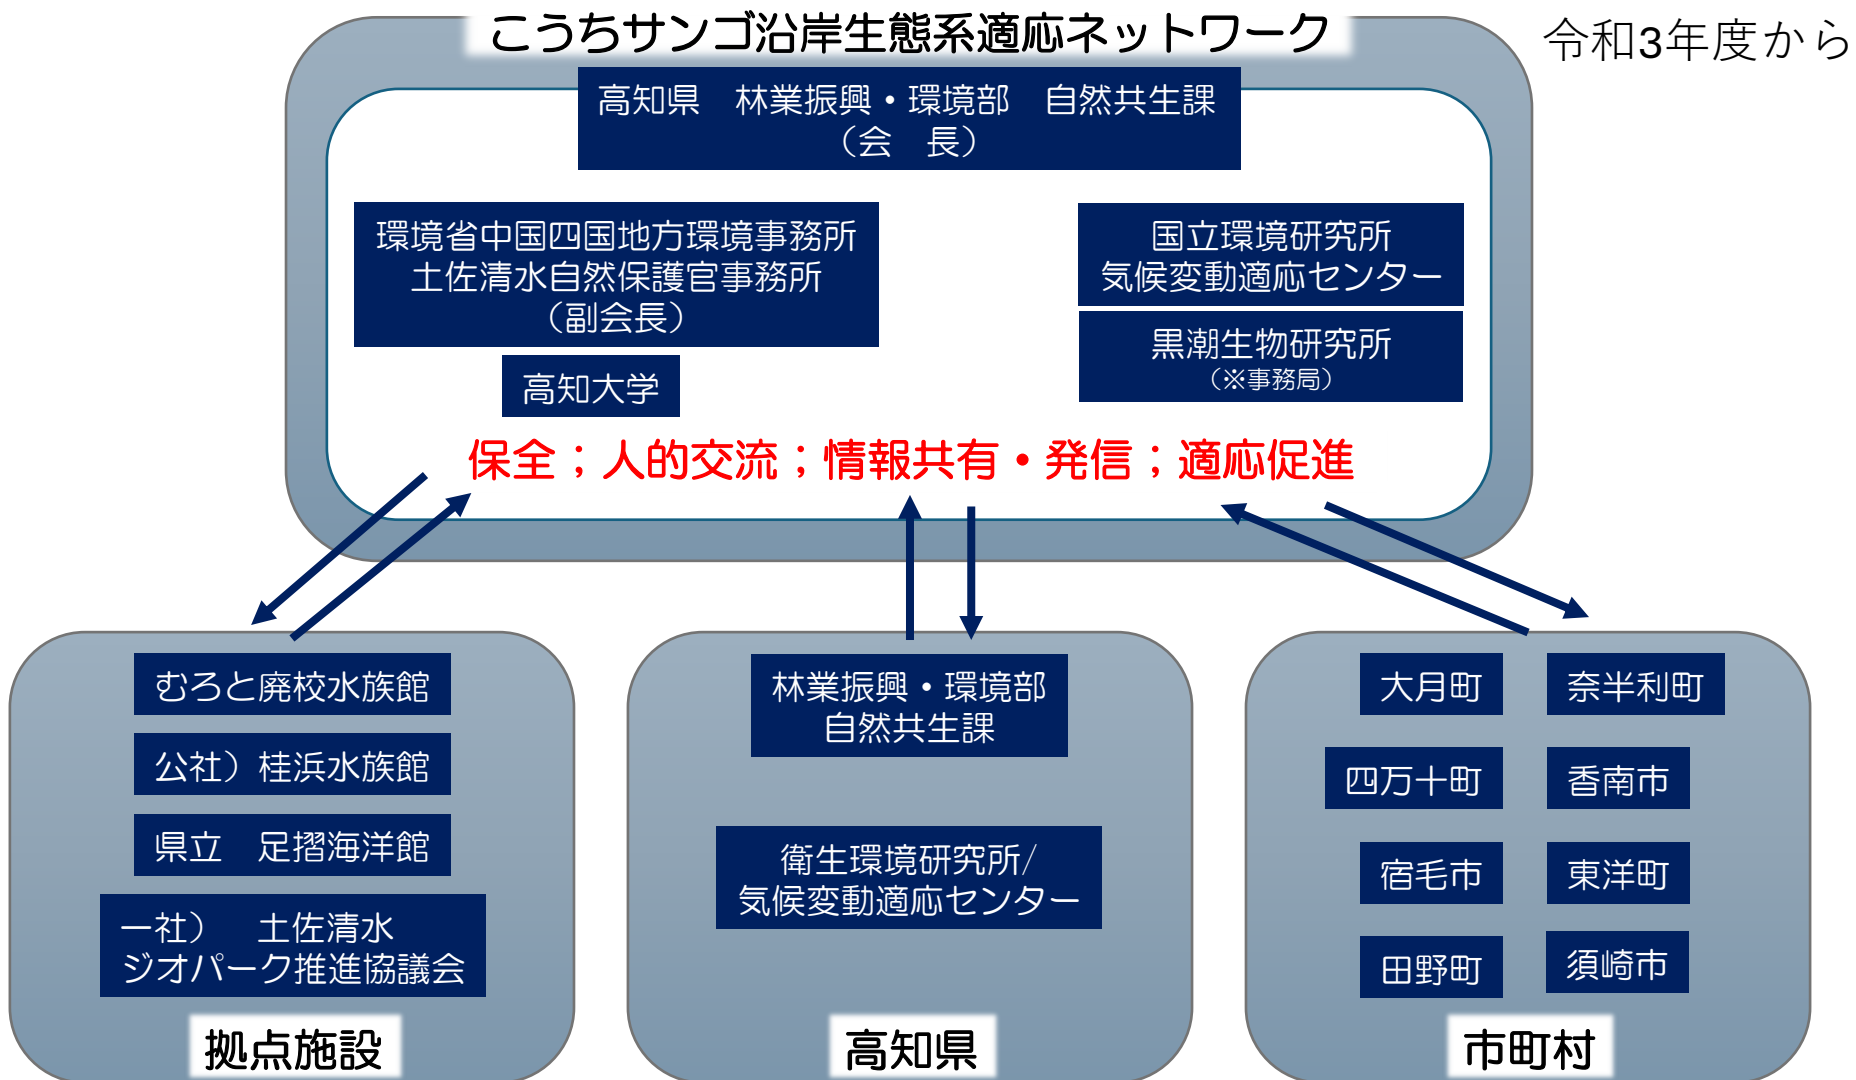 こうちサンゴ沿岸生態系適応ネットワーク
令和3年度から
高知県　林業振興・環境部　自然共生課
（会　長）
環境省中国四国地方環境事務所
土佐清水自然保護官事務所
（副会長）
高知大学
国立環境研究所
気候変動適応センター
黒潮生物研究所
（※事務局）
保全；人的交流；情報共有・発信；適応促進
むろと廃校水族館
公社）桂浜水族館
県立　足摺海洋館
一社）　土佐清水
ジオパーク推進協議会
拠点施設
林業振興・環境部
自然共生課
衛生環境研究所/
気候変動適応センター
高知県
大月町
奈半利町
四万十町
香南市
宿毛市
東洋町
田野町
須崎市
市町村